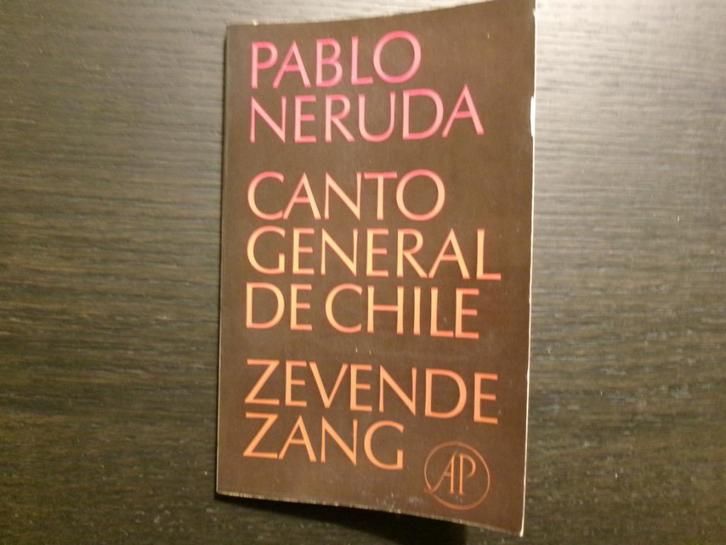 PABLO
NERUDA
CANTO
GENERAL
DE CHILE
ZEVENDE
ZANG
AP